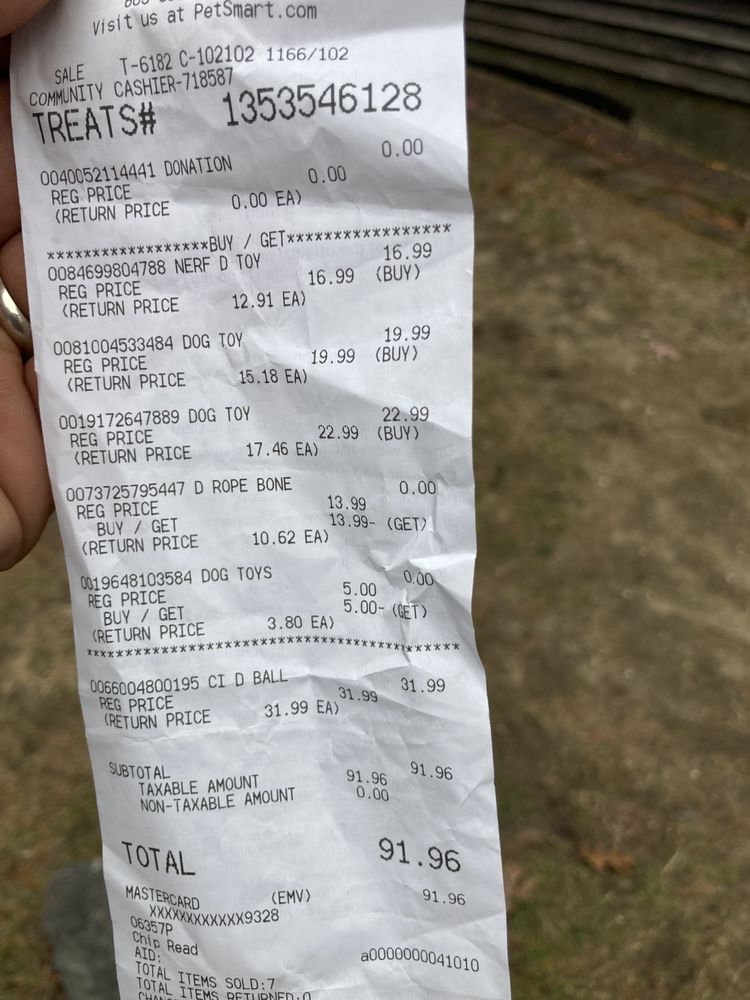 Visit us at PetSmart.com
SALE T-6182 C-102102 1166/102
COMMUNITY CASHIER-718587
TREATS# 1353546128
0040052114441 DONATION 0.00
REG PRICE 0.00
(RETURN PRICE 0.00 EA)
******************BUY / GET******************
0084699804788 NERF D TOY 16.99
REG PRICE 16.99 (BUY)
(RETURN PRICE 12.91 EA)
0081004533484 DOG TOY 19.99
REG PRICE 19.99 (BUY)
(RETURN PRICE 15.18 EA)
0019172647889 DOG TOY 22.99
REG PRICE 22.99 (BUY)
(RETURN PRICE 17.46 EA)
0073725795447 D ROPE BONE 0.00
REG PRICE 13.99
BUY / GET 13.99- (GET)
(RETURN PRICE 10.62 EA)
0019648103584 DOG TOYS 0.00
REG PRICE 5.00
BUY / GET 5.00- (GET)
(RETURN PRICE 3.80 EA)
*********************************************
0066004800195 CI D BALL 31.99
REG PRICE 31.99
(RETURN PRICE 31.99 EA)
SUBTOTAL 91.96
TAXABLE AMOUNT 91.96
NON-TAXABLE AMOUNT 0.00
TOTAL 91.96
MASTERCARD (EMV) 91.96
XXXXXXXXXXXX9328
06357P
Chip Read
AID: a0000000041010
TOTAL ITEMS SOLD:7
TOTAL ITEMS RETURNED:0